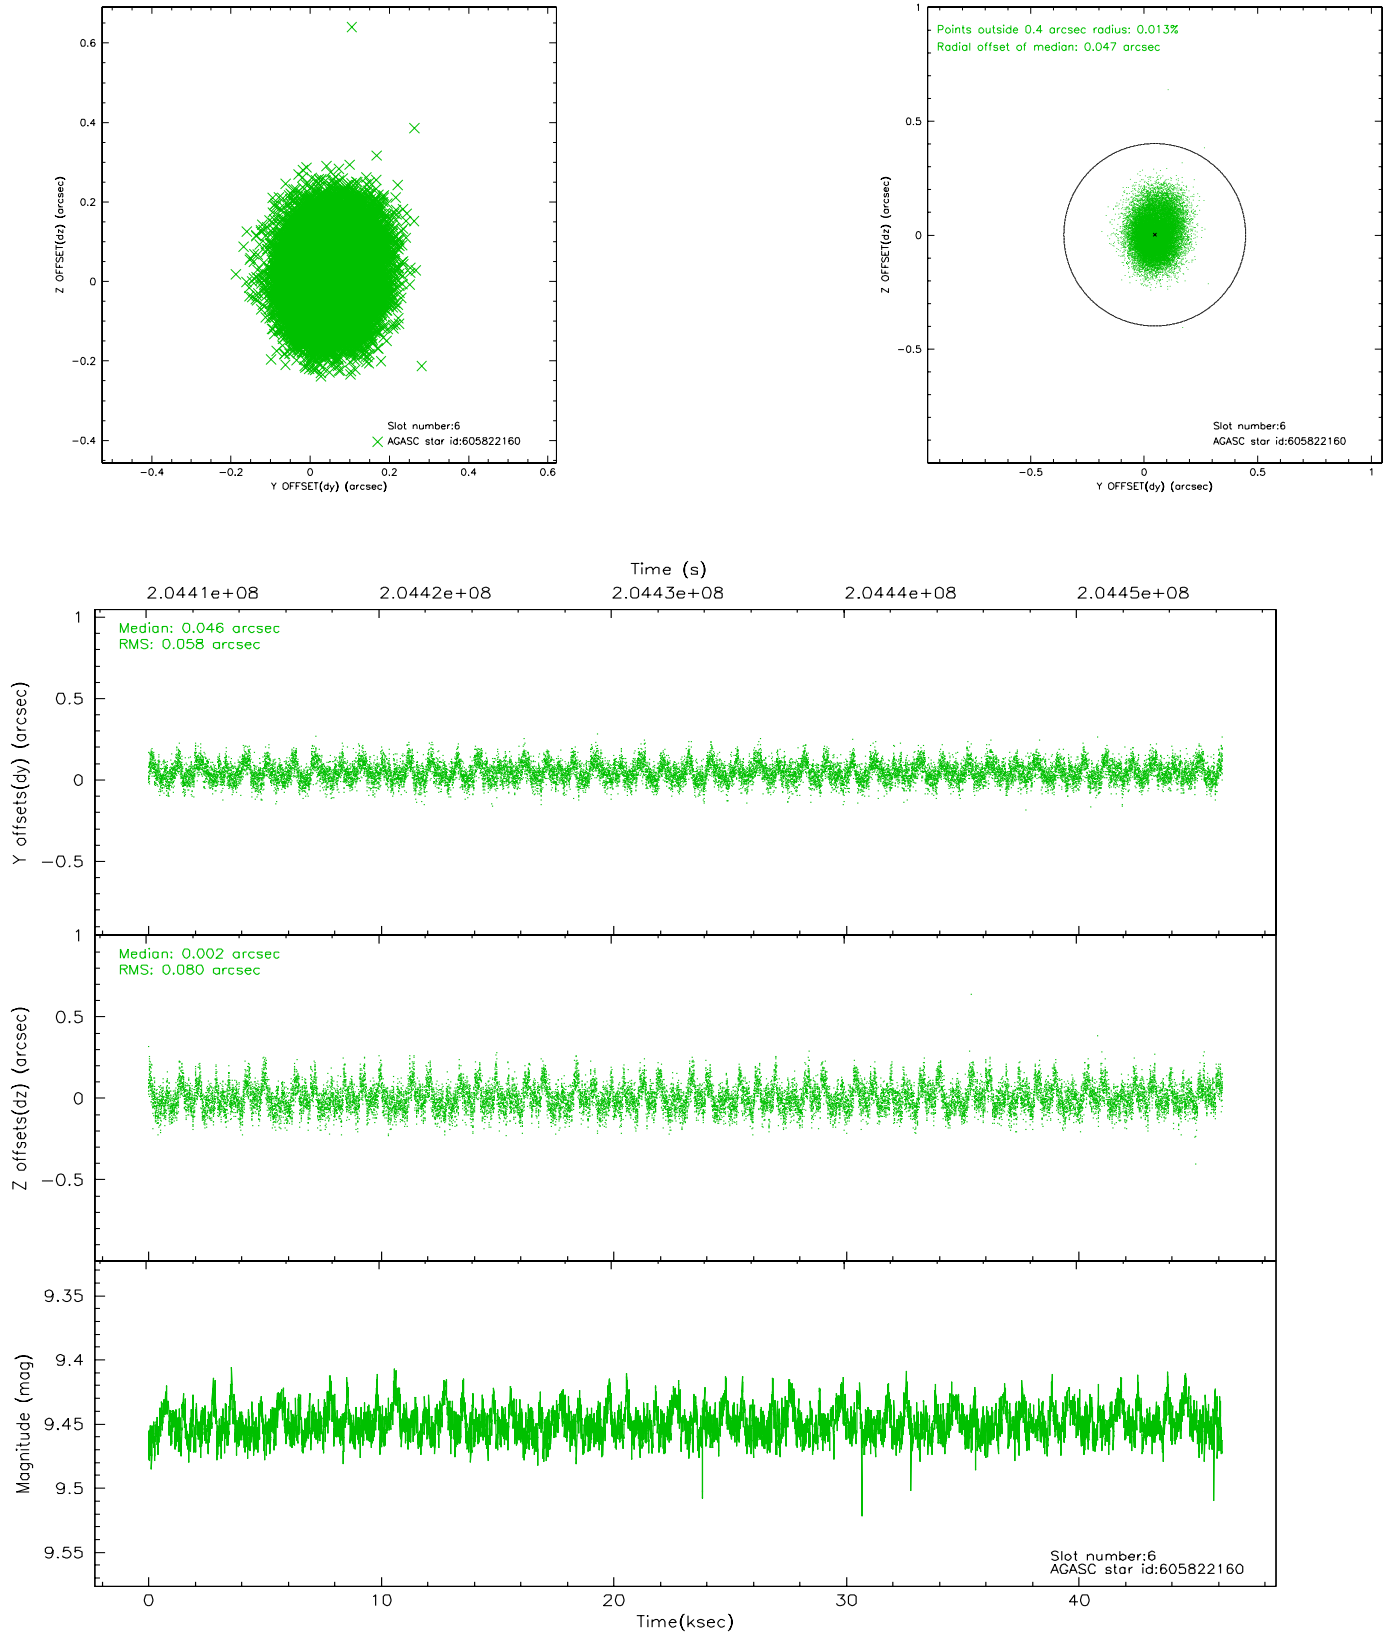 0.6
0.4
0.2
0
−0.2
−0.4
Z OFFSET(dz) (arcsec)
Slot number:6
AGASC star id:605822160
−0.4 −0.2 0 0.2 0.4 0.6
Y OFFSET(dy) (arcsec)
1
0.5
0
−0.5
Z OFFSET(dz) (arcsec)
Points outside 0.4 arcsec radius: 0.013%
Radial offset of median: 0.047 arcsec
Slot number:6
AGASC star id:605822160
−0.5 0 0.5 1
Y OFFSET(dy) (arcsec)
Time (s)
2.0441e+08 2.0442e+08 2.0443e+08 2.0444e+08 2.0445e+08
1
0.5
0
−0.5
Y offsets(dy) (arcsec)
Median: 0.046 arcsec
RMS: 0.058 arcsec
1
0.5
0
−0.5
Z offsets(dz) (arcsec)
Median: 0.002 arcsec
RMS: 0.080 arcsec
9.35
9.4
9.45
9.5
9.55
Magnitude (mag)
Slot number:6
AGASC star id:605822160
0 10 20 30 40
Time(ksec)